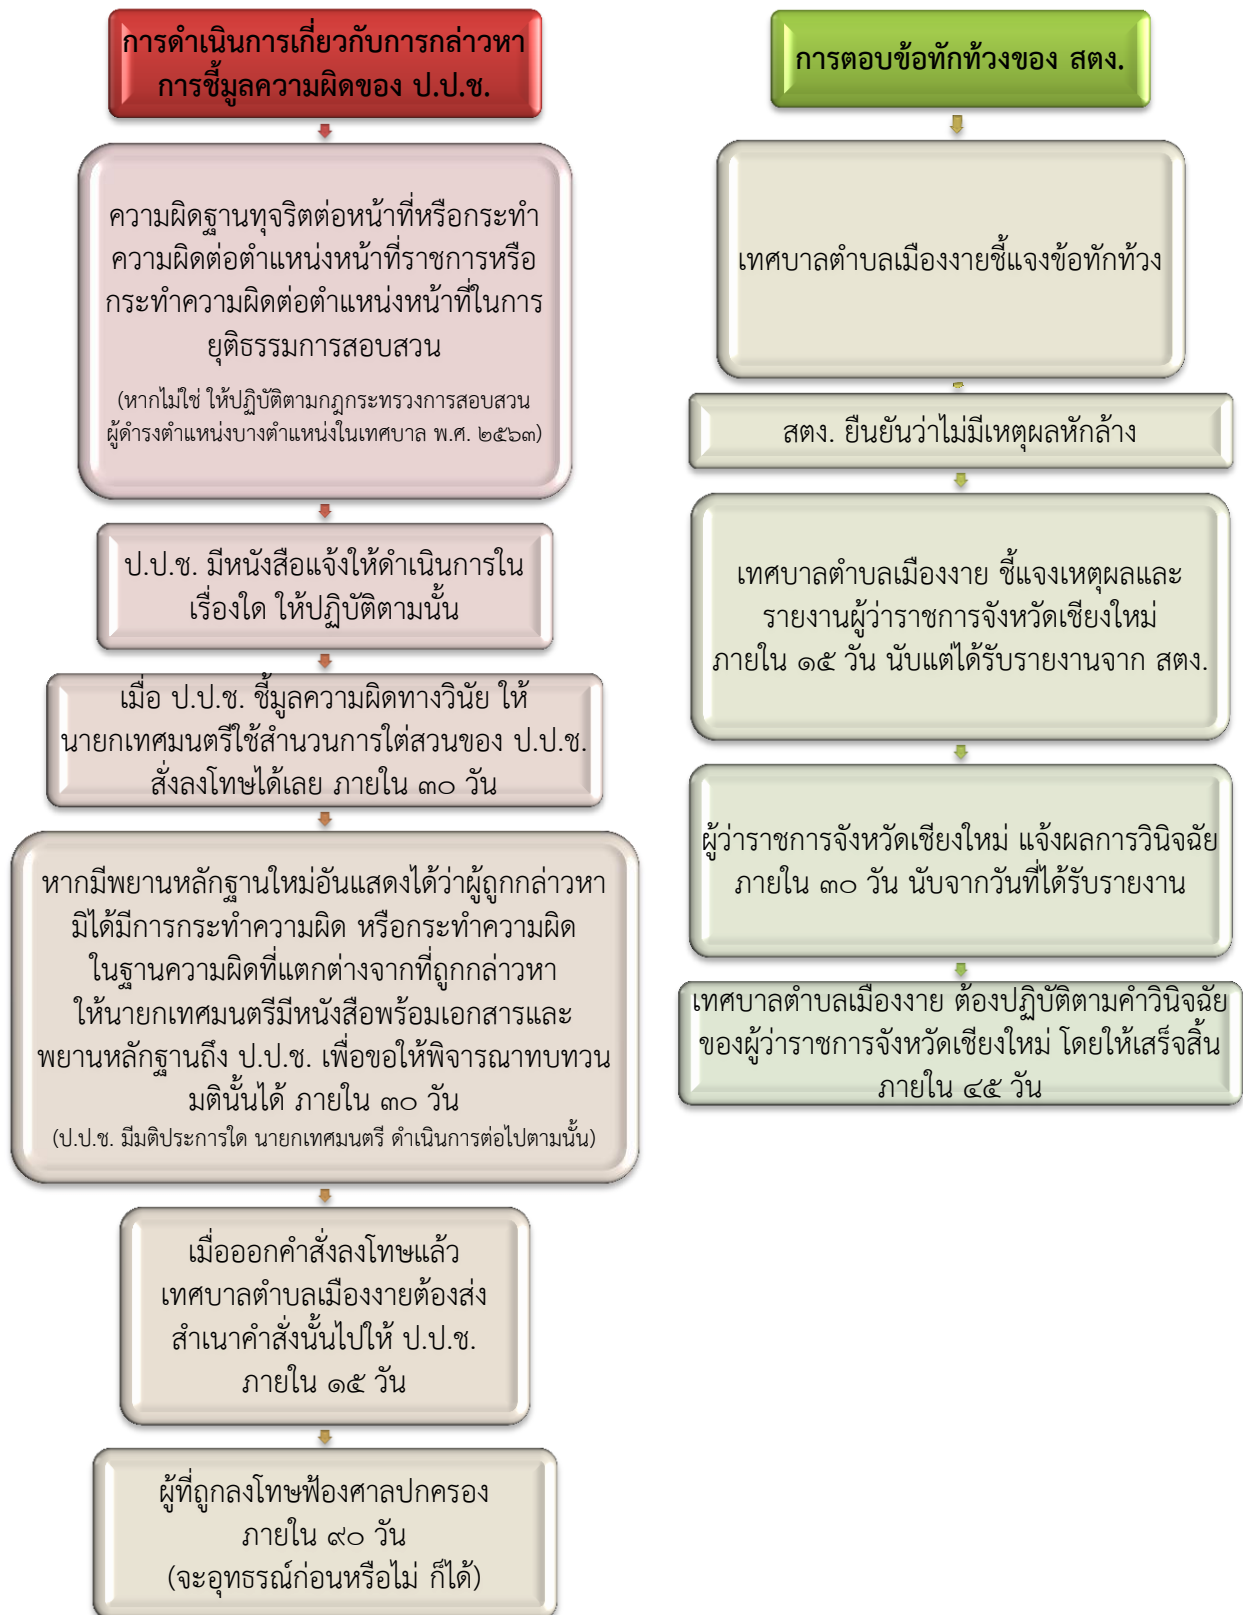 การดำเนินการเกี่ยวกับการกล่าวหา
การชี้มูลความผิดของ ป.ป.ช.
ความผิดฐานทุจริตต่อหน้าที่หรือกระทำ
ความผิดต่อตำแหน่งหน้าที่ราชการหรือ
กระทำความผิดต่อตำแหน่งหน้าที่ในการ
ยุติธรรมการสอบสวน
(หากไม่ใช่ ให้ปฏิบัติตามกฎกระทรวงการสอบสวน
ผู้ดำรงตำแหน่งบางตำแหน่งในเทศบาล พ.ศ. ๒๕๖๓)
ป.ป.ช. มีหนังสือแจ้งให้ดำเนินการใน
เรื่องใด ให้ปฏิบัติตามนั้น
เมื่อ ป.ป.ช. ชี้มูลความผิดทางวินัย ให้
นายกเทศมนตรีใช้สำนวนการใต่สวนของ ป.ป.ช.
สั่งลงโทษได้เลย ภายใน ๓๐ วัน
หากมีพยานหลักฐานใหม่อันแสดงได้ว่าผู้ถูกกล่าวหา
มิได้มีการกระทำความผิด หรือกระทำความผิด
ในฐานความผิดที่แตกต่างจากที่ถูกกล่าวหา
ให้นายกเทศมนตรีมีหนังสือพร้อมเอกสารและ
พยานหลักฐานถึง ป.ป.ช. เพื่อขอให้พิจารณาทบทวน
มตินั้นได้ ภายใน ๓๐ วัน
(ป.ป.ช. มีมติประการใด นายกเทศมนตรี ดำเนินการต่อไปตามนั้น)
เมื่อออกคำสั่งลงโทษแล้ว
เทศบาลตำบลเมืองงายต้องส่ง
สำเนาคำสั่งนั้นไปให้ ป.ป.ช.
ภายใน ๑๕ วัน
ผู้ที่ถูกลงโทษฟ้องศาลปกครอง
ภายใน ๙๐ วัน
(จะอุทธรณ์ก่อนหรือไม่ ก็ได้)
การตอบข้อทักท้วงของ สตง.
เทศบาลตำบลเมืองงายชี้แจงข้อทักท้วง
สตง. ยืนยันว่าไม่มีเหตุผลหักล้าง
เทศบาลตำบลเมืองงาย ชี้แจงเหตุผลและ
รายงานผู้ว่าราชการจังหวัดเชียงใหม่
ภายใน ๑๕ วัน นับแต่ได้รับรายงานจาก สตง.
ผู้ว่าราชการจังหวัดเชียงใหม่ แจ้งผลการวินิจฉัย
ภายใน ๓๐ วัน นับจากวันที่ได้รับรายงาน
เทศบาลตำบลเมืองงาย ต้องปฏิบัติตามคำวินิจฉัย
ของผู้ว่าราชการจังหวัดเชียงใหม่ โดยให้เสร็จสิ้น
ภายใน ๔๕ วัน